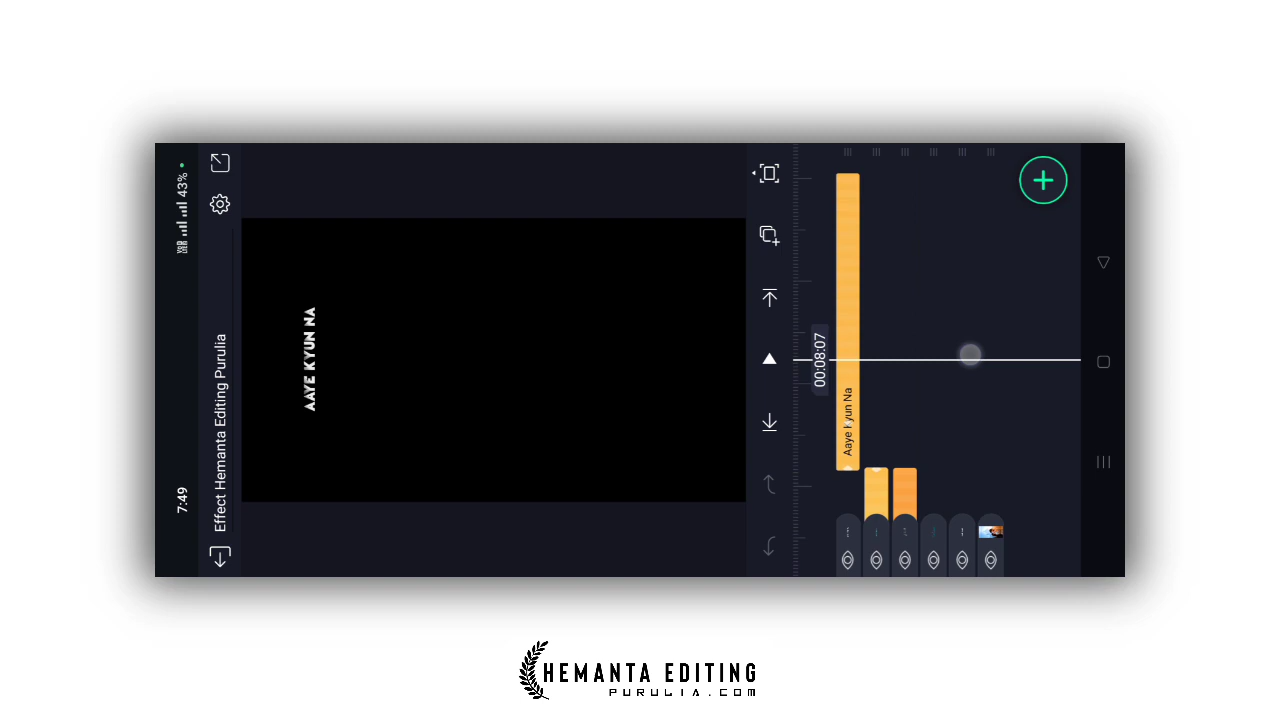 7:49
43%
Effect Hemanta Editing Purulia
AAYE KYUN NA
00:08:07
Aaye Kyun Na
HEMANTA EDITING
PURULIA.COM